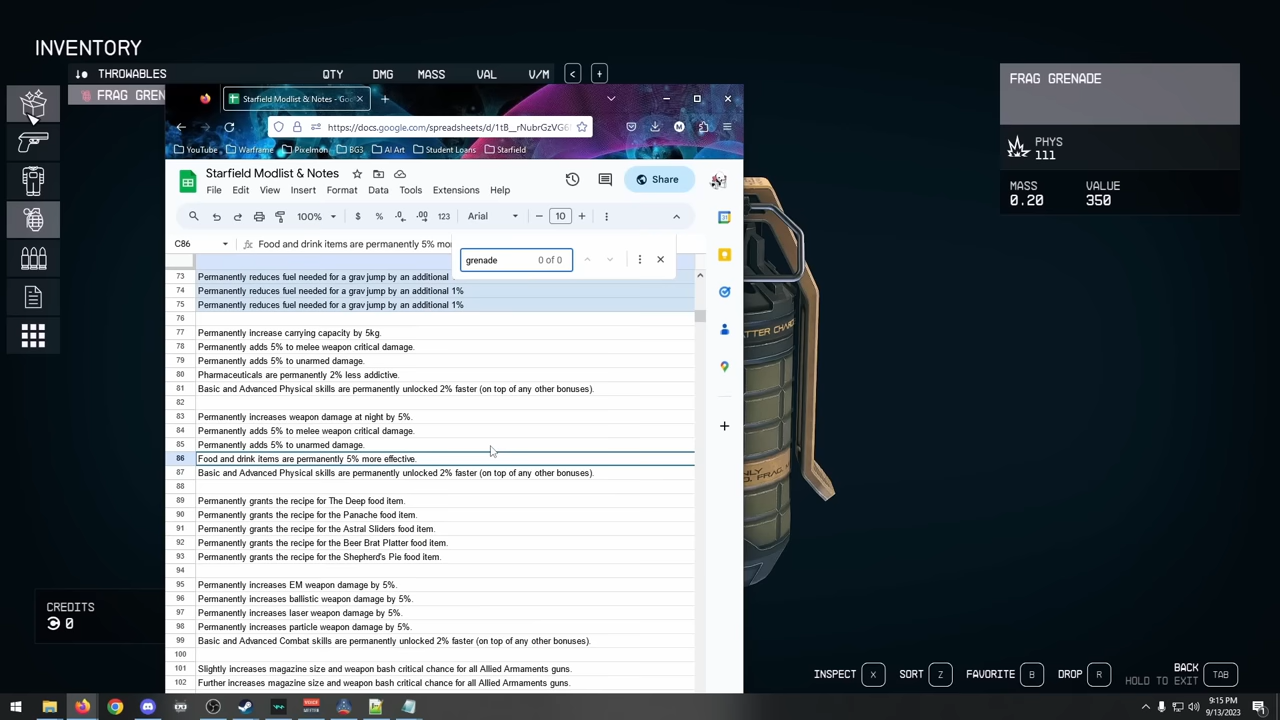 INVENTORY
THROWABLES QTY DMG MASS VAL V/M < +
FRAG GREN
FRAG GRENADE
PHYS
111
MASS VALUE
0.20 350
Starfield Modlist & Notes - Goo
https://docs.google.com/spreadsheets/d/1tB__rNubrGzVG6
YouTube Warframe Pixelmon BG3 AI Art Student Loans Starfield
Starfield Modlist & Notes
File Edit View Insert Format Data Tools Extensions Help
Share
100% $ % .0 .00 123 Arial 10
C86 fx Food and drink items are permanently 5% mo
grenade 0 of 0
73 Permanently reduces fuel needed for a grav jump by an additional
74 Permanently reduces fuel needed for a grav jump by an additional 1%
75 Permanently reduces fuel needed for a grav jump by an additional 1%
76
77 Permanently increase carrying capacity by 5kg.
78 Permanently adds 5% to melee weapon critical damage.
79 Permanently adds 5% to unarmed damage.
80 Pharmaceuticals are permanently 2% less addictive.
81 Basic and Advanced Physical skills are permanently unlocked 2% faster (on top of any other bonuses).
82
83 Permanently increases weapon damage at night by 5%.
84 Permanently adds 5% to melee weapon critical damage.
85 Permanently adds 5% to unarmed damage.
86 Food and drink items are permanently 5% more effective.
87 Basic and Advanced Physical skills are permanently unlocked 2% faster (on top of any other bonuses).
88
89 Permanently grants the recipe for The Deep food item.
90 Permanently grants the recipe for the Panache food item.
91 Permanently grants the recipe for the Astral Sliders food item.
92 Permanently grants the recipe for the Beer Brat Platter food item.
93 Permanently grants the recipe for the Shepherd's Pie food item.
94
95 Permanently increases EM weapon damage by 5%.
96 Permanently increases ballistic weapon damage by 5%.
97 Permanently increases laser weapon damage by 5%.
98 Permanently increases particle weapon damage by 5%.
99 Basic and Advanced Combat skills are permanently unlocked 2% faster (on top of any other bonuses).
100
101 Slightly increases magazine size and weapon bash critical chance for all Allied Armaments guns.
102 Further increases magazine size and weapon bash critical chance for all Allied Armaments guns.
CREDITS
0
INSPECT X SORT Z FAVORITE B DROP R BACK TAB
HOLD TO EXIT
9:15 PM
9/13/2023